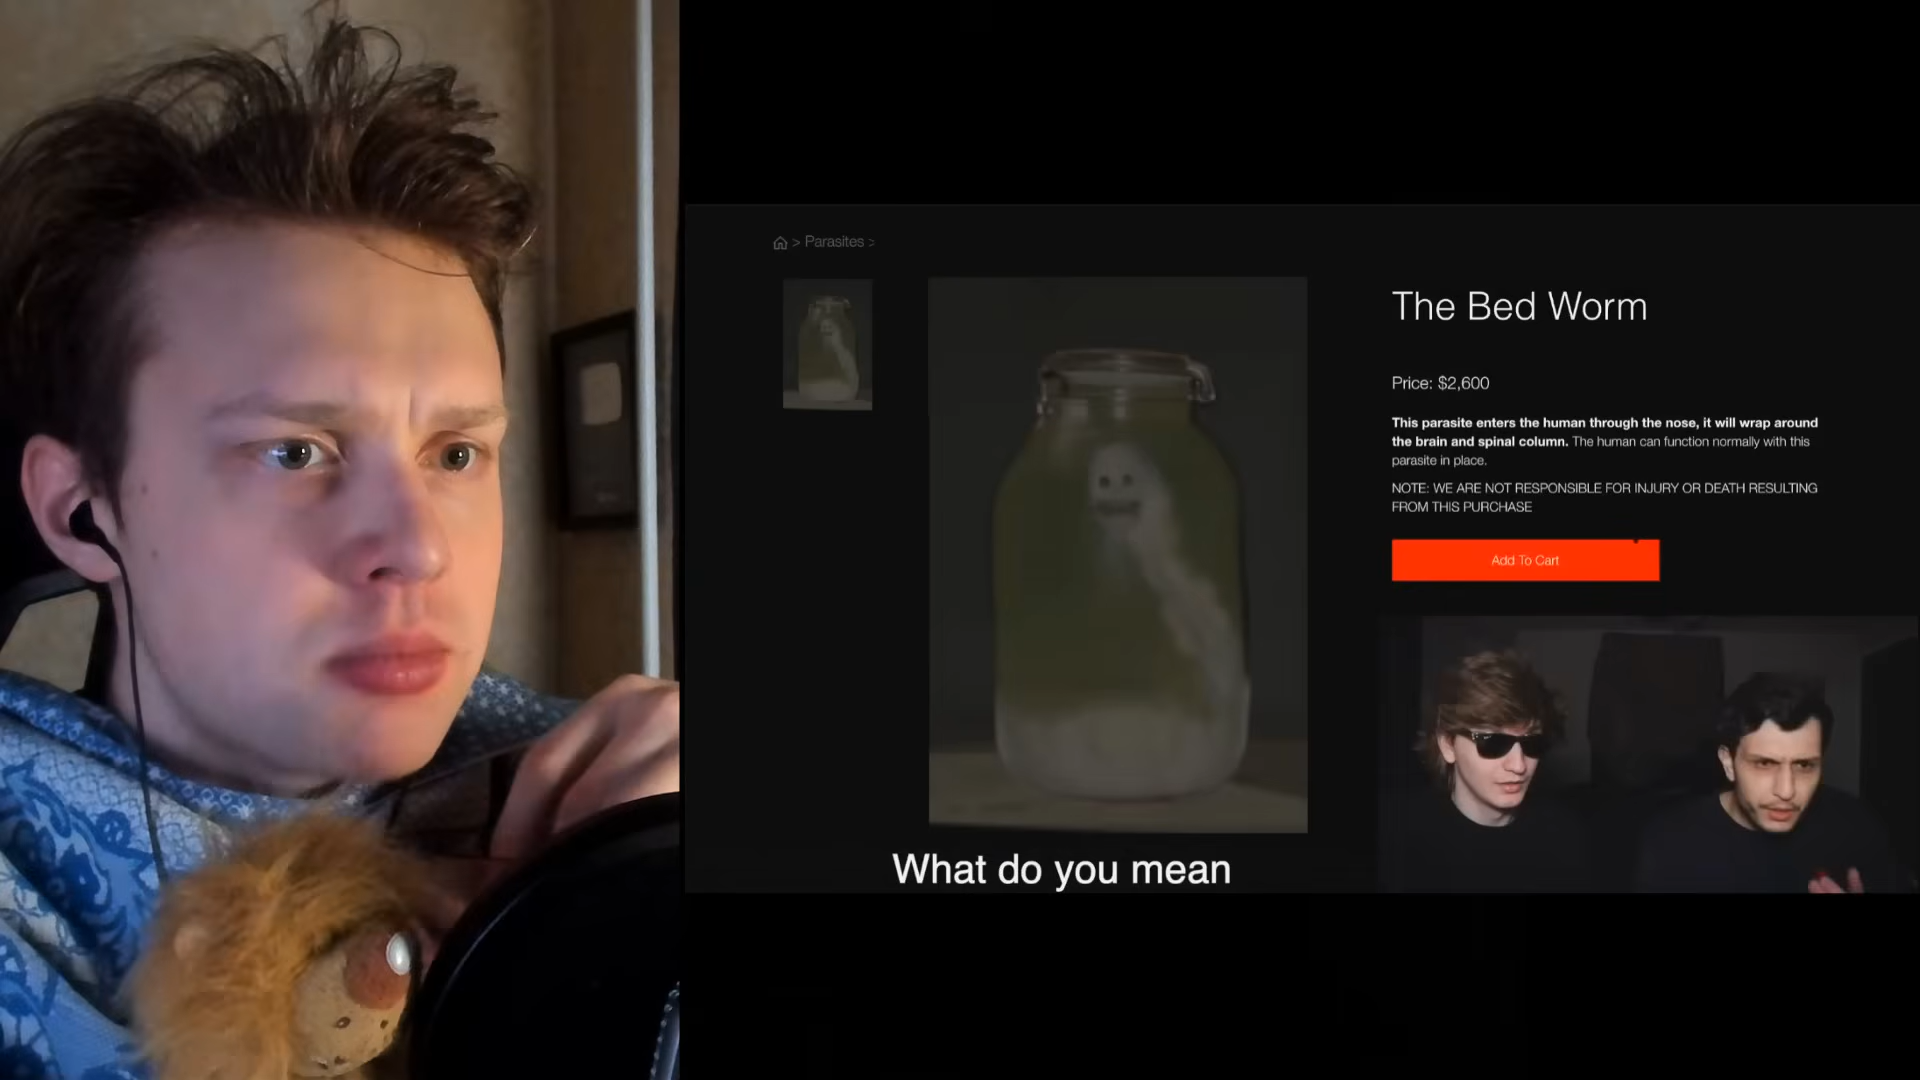 > Parasites >
The Bed Worm
Price: $2,600
This parasite enters the human through the nose, it will wrap around
the brain and spinal column. The human can function normally with this
parasite in place.
NOTE: WE ARE NOT RESPONSIBLE FOR INJURY OR DEATH RESULTING
FROM THIS PURCHASE
Add To Cart
What do you mean